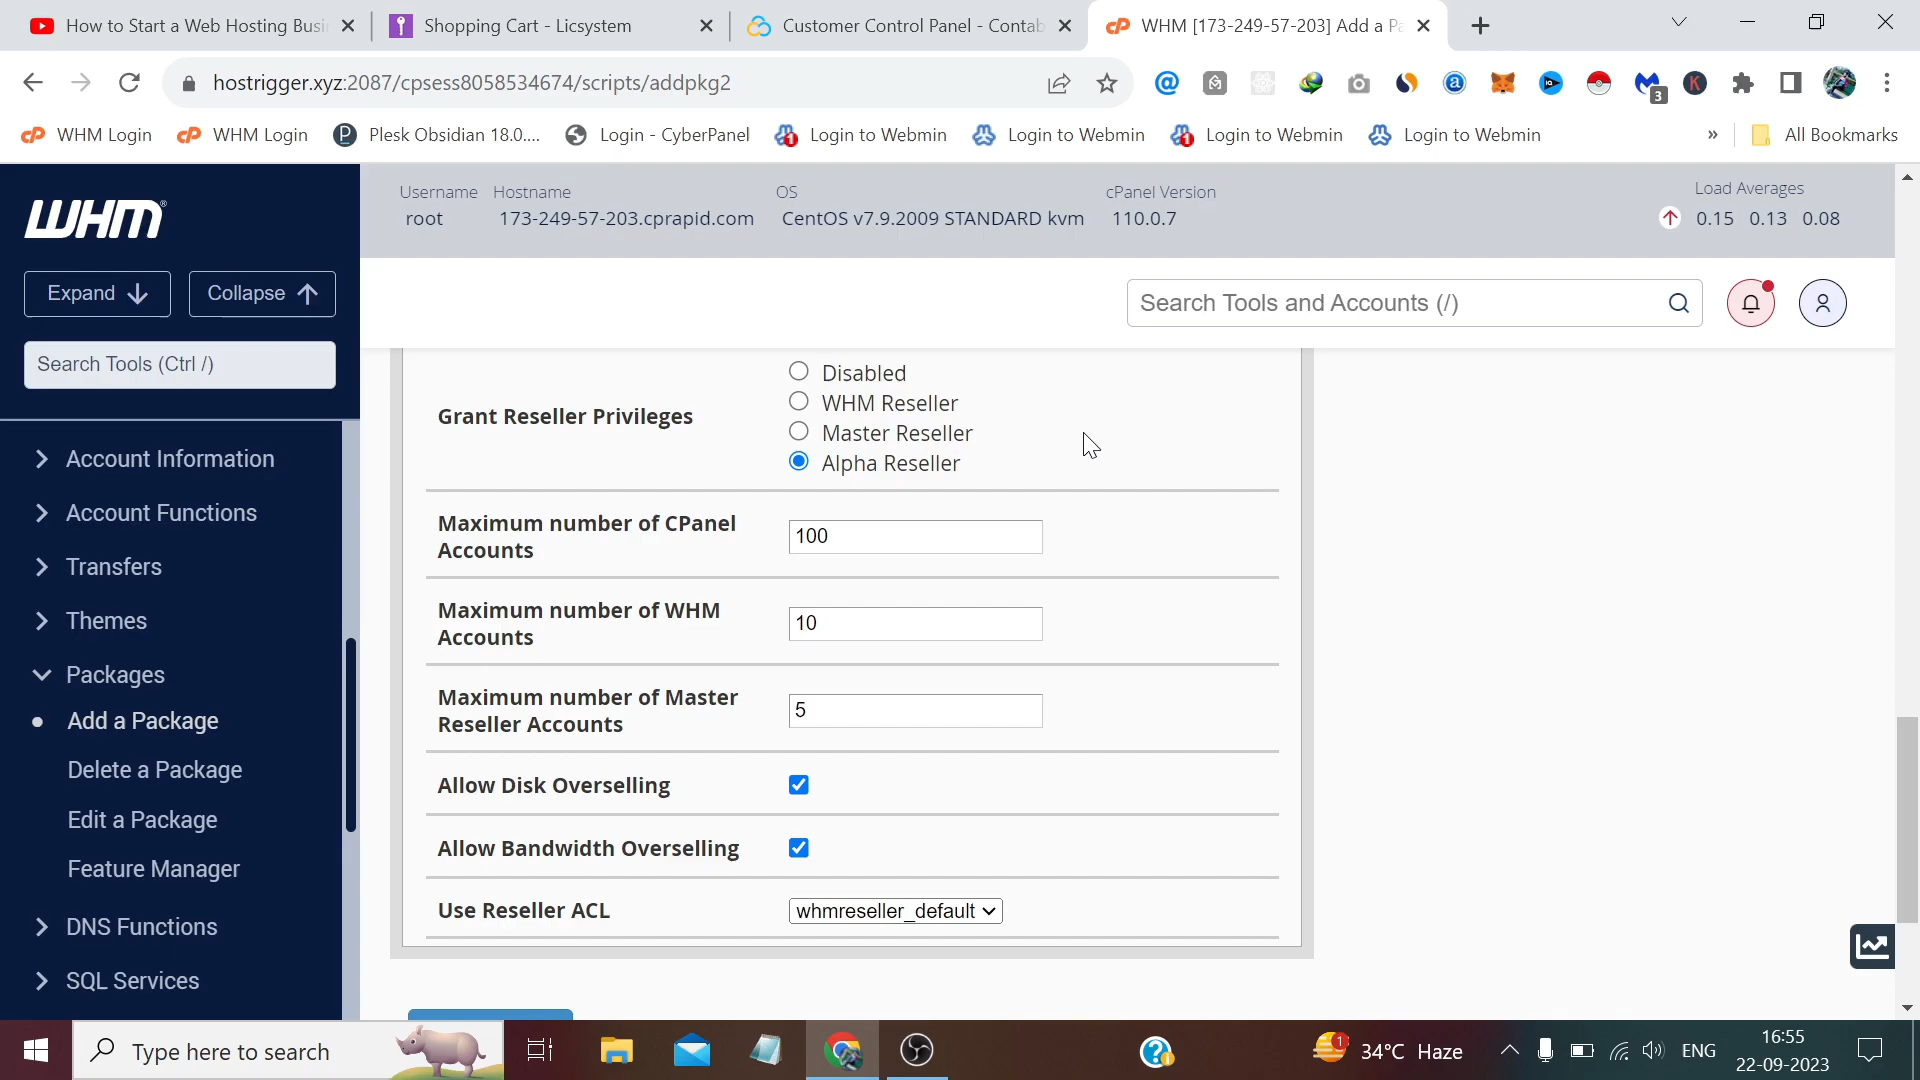 How to Start a Web Hosting Busi
Shopping Cart - Licsystem
Customer Control Panel - Contab
WHM [173-249-57-203] Add a Pa
hostrigger.xyz:2087/cpsess8058534674/scripts/addpkg2
3
WHM Login
WHM Login
Plesk Obsidian 18.0....
Login - CyberPanel
Login to Webmin
Login to Webmin
Login to Webmin
Login to Webmin
»
All Bookmarks
WHM®
Username
root
Hostname
173-249-57-203.cprapid.com
OS
CentOS v7.9.2009 STANDARD kvm
cPanel Version
110.0.7
Load Averages
0.15 0.13 0.08
Expand
Collapse
Search Tools (Ctrl /)
Search Tools and Accounts (/)
Account Information
Account Functions
Transfers
Themes
Packages
Add a Package
Delete a Package
Edit a Package
Feature Manager
DNS Functions
SQL Services
Grant Reseller Privileges
Disabled
WHM Reseller
Master Reseller
Alpha Reseller
Maximum number of CPanel
Accounts
100
Maximum number of WHM
Accounts
10
Maximum number of Master
Reseller Accounts
5
Allow Disk Overselling
Allow Bandwidth Overselling
Use Reseller ACL
whmreseller_default
Type here to search
1
34°C Haze
ENG
16:55
22-09-2023